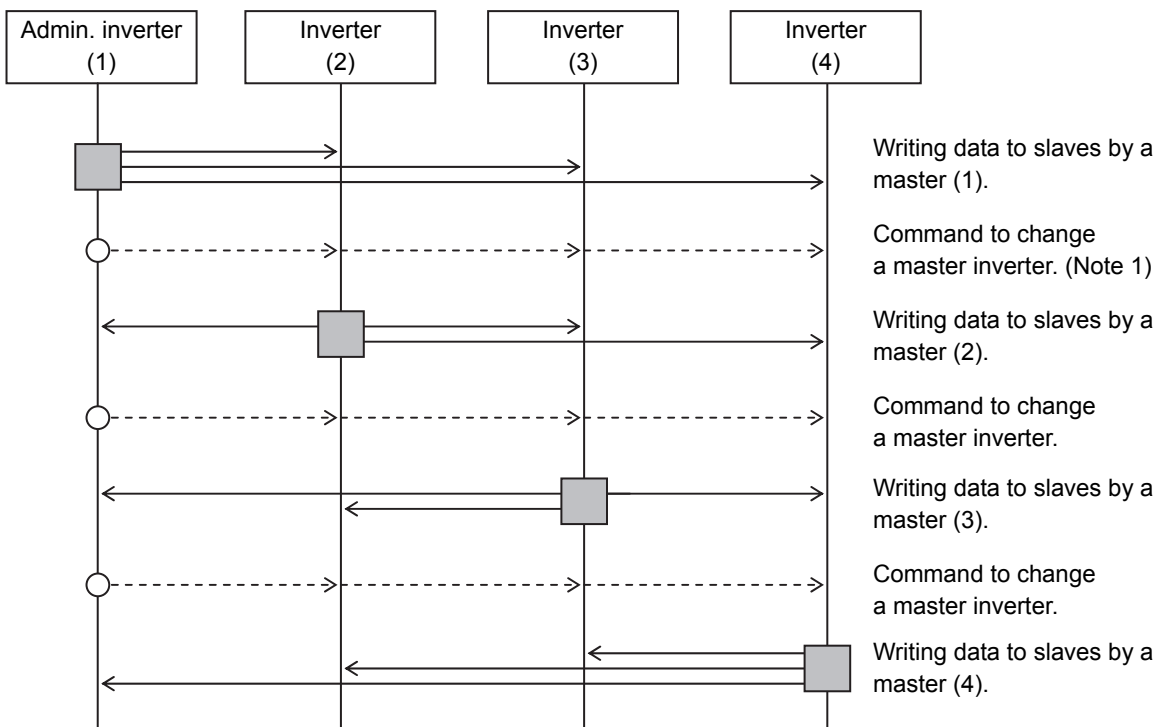 Admin. inverter
(1)
Inverter
(2)
Inverter
(3)
Inverter
(4)
Writing data to slaves by a
master (1).
Command to change
a master inverter. (Note 1)
Writing data to slaves by a
master (2).
Command to change
a master inverter.
Writing data to slaves by a
master (3).
Command to change
a master inverter.
Writing data to slaves by a
master (4).